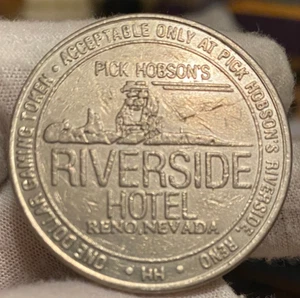 ACCEPTABLE ONLY AT PICK HOBSON'S RIVERSIDE, RENO
PICK HOBSON'S
RIVERSIDE
HOTEL
RENO, NEVADA
· HH ·
ONE DOLLAR GAMING TOKEN ·